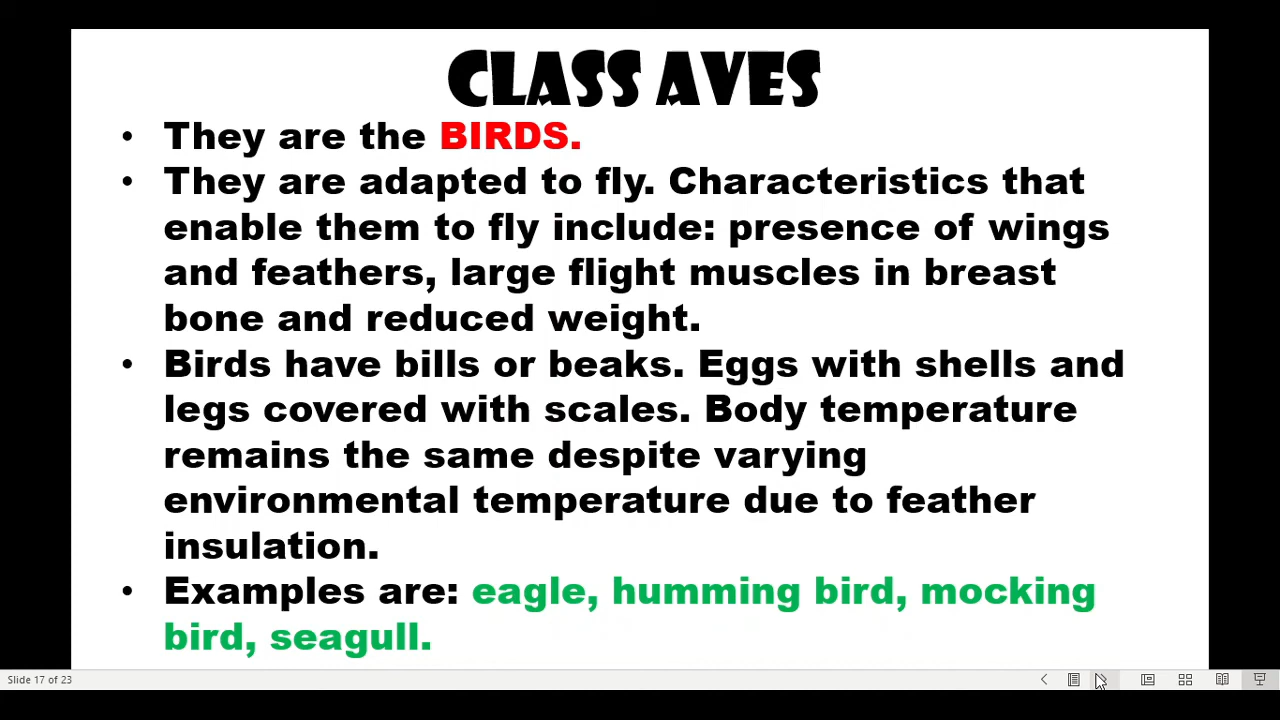 CLASS AVES
• They are the BIRDS.
• They are adapted to fly. Characteristics that
enable them to fly include: presence of wings
and feathers, large flight muscles in breast
bone and reduced weight.
• Birds have bills or beaks. Eggs with shells and
legs covered with scales. Body temperature
remains the same despite varying
environmental temperature due to feather
insulation.
• Examples are: eagle, humming bird, mocking
bird, seagull.
Slide 17 of 23